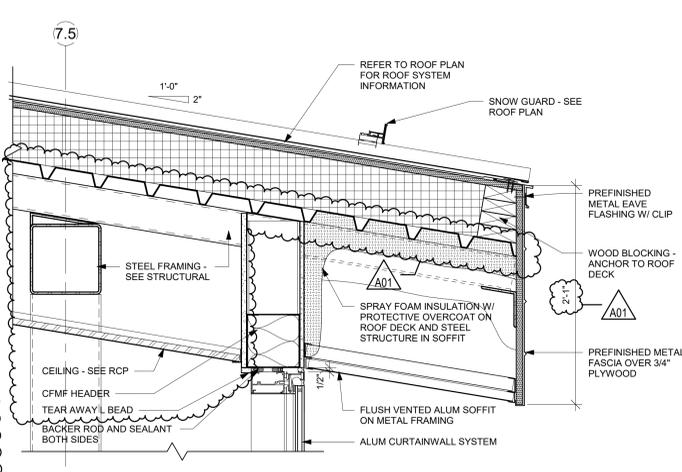 7.5
REFER TO ROOF PLAN
FOR ROOF SYSTEM
INFORMATION
1'-0"
2"
SNOW GUARD - SEE
ROOF PLAN
PREFINISHED
METAL EAVE
FLASHING W/ CLIP
WOOD BLOCKING -
ANCHOR TO ROOF
DECK
STEEL FRAMING -
SEE STRUCTURAL
A01
2'-1"
A01
SPRAY FOAM INSULATION W/
PROTECTIVE OVERCOAT ON
ROOF DECK AND STEEL
STRUCTURE IN SOFFIT
PREFINISHED METAL
FASCIA OVER 3/4"
PLYWOOD
CEILING - SEE RCP
CFMF HEADER
1/2"
TEAR AWAY L BEAD
FLUSH VENTED ALUM SOFFIT
ON METAL FRAMING
BACKER ROD AND SEALANT
BOTH SIDES
ALUM CURTAINWALL SYSTEM